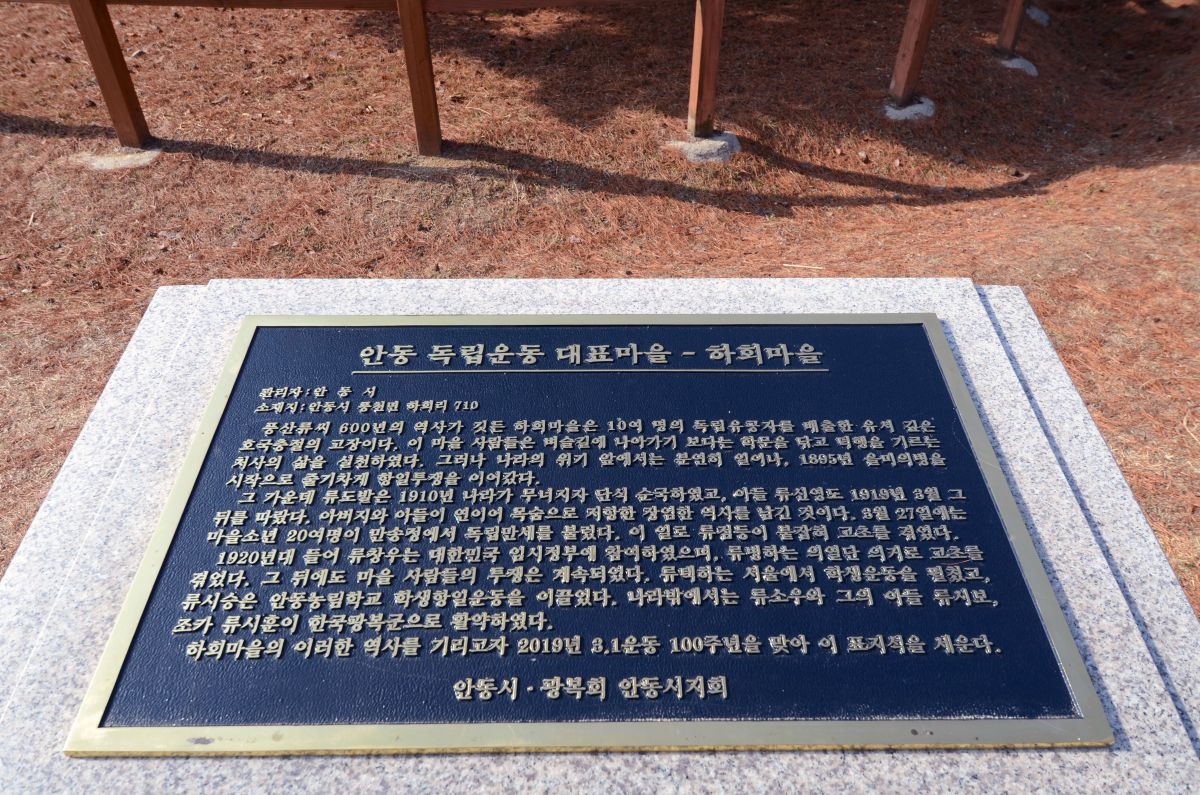 안동 독립운동 대표마을 - 하회마을
관리자 : 안 동 시
소재지 : 안동시 풍천면 하회리 710
풍산류씨 600년의 역사가 깃든 하회마을은 10여 명의 독립유공자를 배출한 유서 깊은
호국충절의 고장이다. 이 마을 사람들은 벼슬길에 나아가기 보다는 학문을 닦고 덕행을 기르는
처사의 삶을 실천하였다. 그러나 나라의 위기 앞에서는 분연히 일어나, 1895년 을미의병을
시작으로 줄기차게 항일투쟁을 이어갔다.
그 가운데 류도발은 1910년 나라가 무너지자 단식 순국하였고, 아들 류신영도 1919년 3월 그
뒤를 따랐다. 아버지와 아들이 연이어 목숨으로 저항한 장엄한 역사를 남긴 것이다. 3월 27일에는
마을소년 20여명이 만송정에서 독립만세를 불렀다. 이 일로 류점등이 붙잡혀 고초를 겪었다.
1920년대 들어 류창우는 대한민국 임시정부에 참여하였으며, 류병하는 의열단 의거로 고초를
겪었다. 그 뒤에도 마을 사람들의 투쟁은 계속되었다. 류택하는 서울에서 학생운동을 펼쳤고,
류시승은 안동농림학교 학생항일운동을 이끌었다. 나라밖에서는 류소우와 그의 아들 류시보,
조카 류시훈이 한국광복군으로 활약하였다.
하회마을의 이러한 역사를 기리고자 2019년 3.1운동 100주년을 맞아 이 표지석을 세운다.
안동시 · 광복회 안동시지회